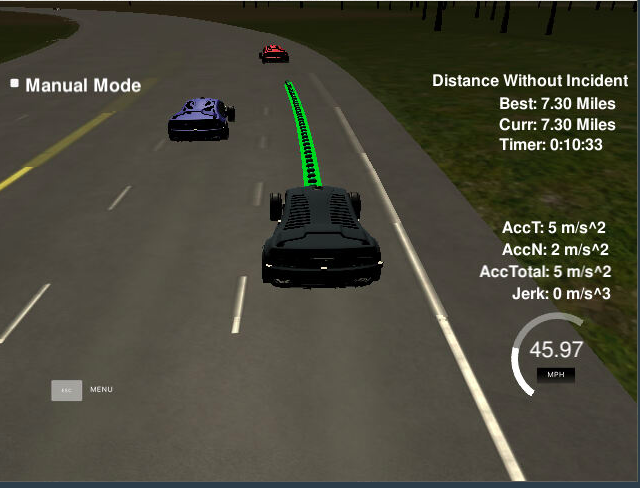 Manual Mode
Distance Without Incident
Best: 7.30 Miles
Curr: 7.30 Miles
Timer: 0:10:33
AccT: 5 m/s^2
AccN: 2 m/s^2
AccTotal: 5 m/s^2
Jerk: 0 m/s^3
45.97
MPH
ESC MENU